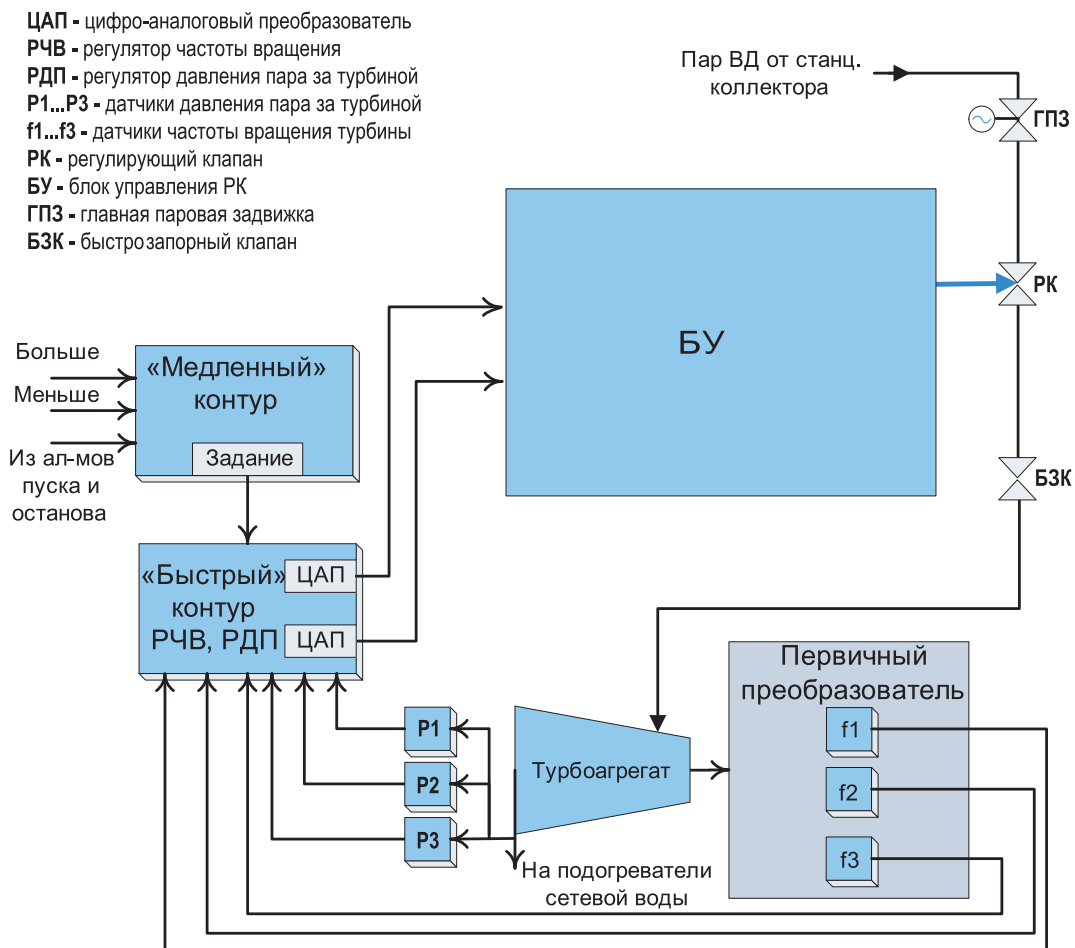 ЦАП - цифро-аналоговый преобразователь
РЧВ - регулятор частоты вращения
РДП - регулятор давления пара за турбиной
Р1...Р3 - датчики давления пара за турбиной
f1...f3 - датчики частоты вращения турбины
РК - регулирующий клапан
БУ - блок управления РК
ГПЗ - главная паровая задвижка
БЗК - быстрозапорный клапан
Пар ВД от станц.
коллектора
ГПЗ
РК
БУ
БЗК
Больше
Меньше
Из ал-мов
пуска и
останова
«Медленный»
контур
Задание
«Быстрый»
контур
РЧВ, РДП
ЦАП
ЦАП
Р1
Р2
Р3
Турбоагрегат
На подогреватели
сетевой воды
Первичный
преобразователь
f1
f2
f3